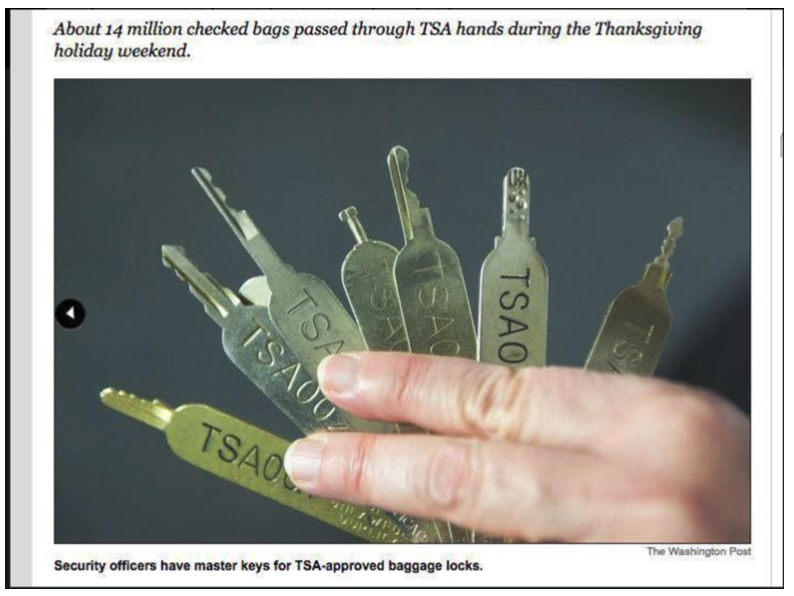 About 14 million checked bags passed through TSA hands during the Thanksgiving
holiday weekend.
TSA
TSA
TSA0
TSA0
TSA007
TSA00
The Washington Post
Security officers have master keys for TSA-approved baggage locks.